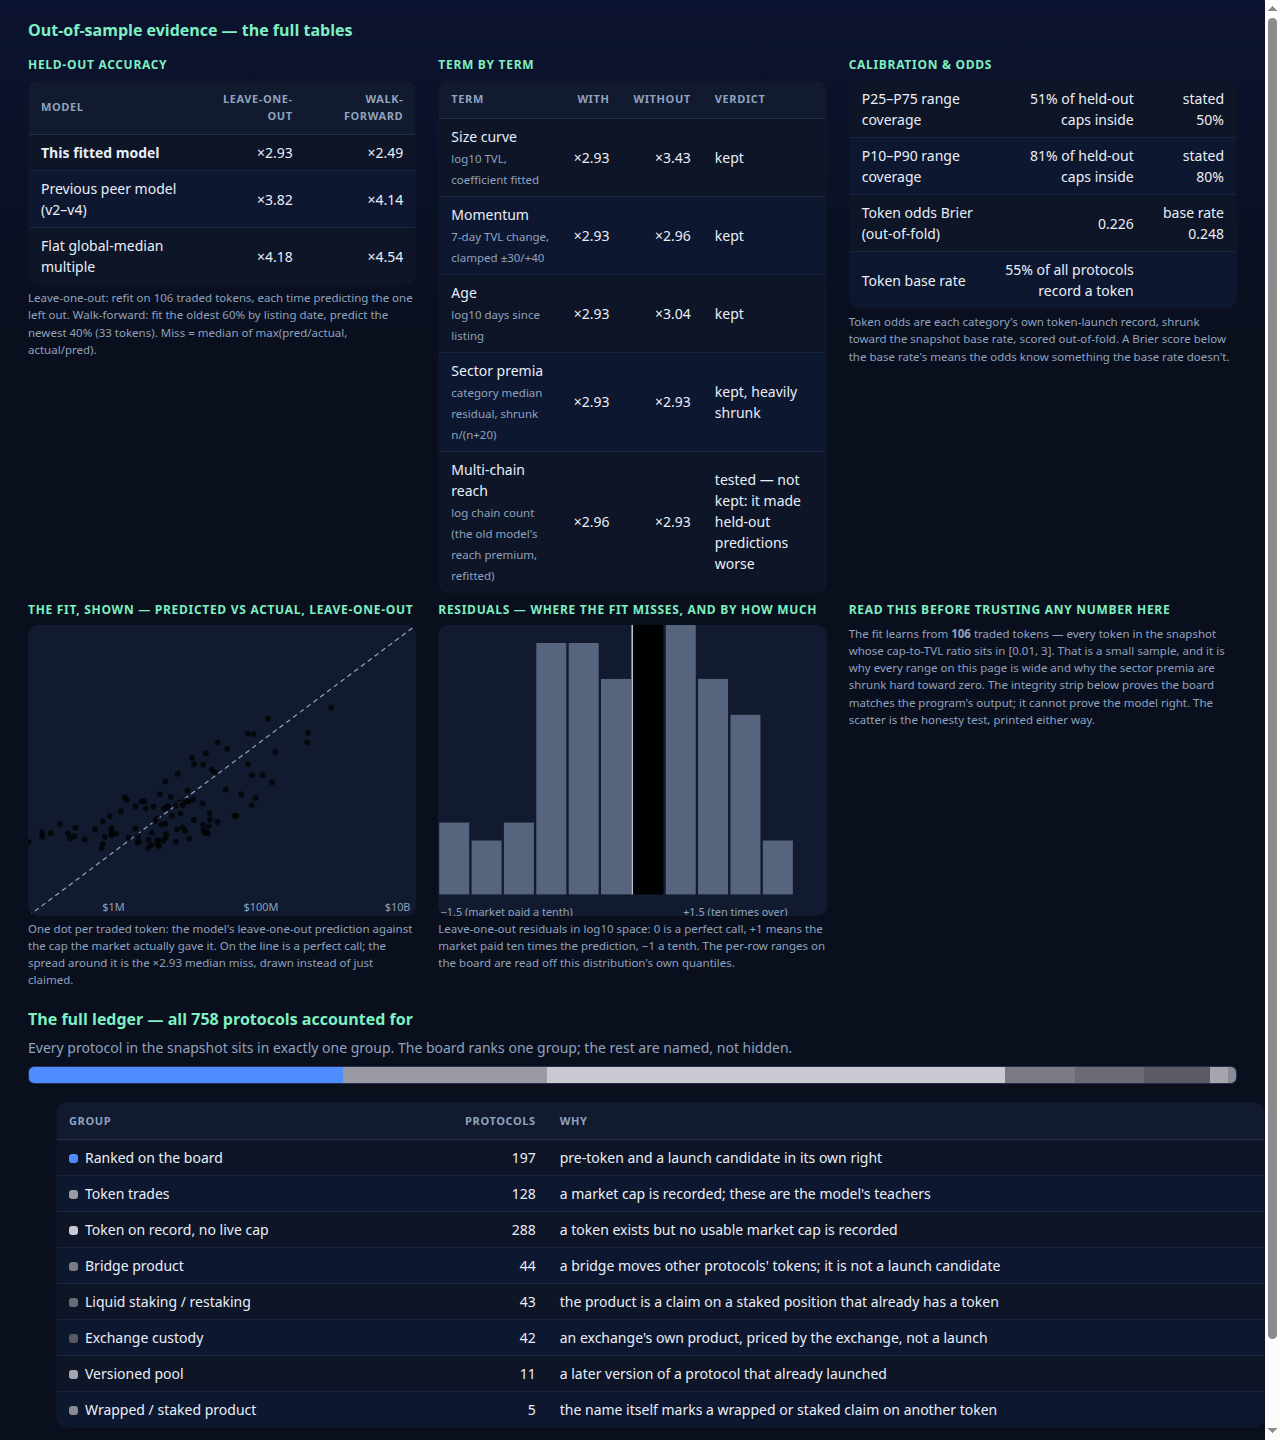 Out-of-sample evidence — the full tables
HELD-OUT ACCURACY
MODEL LEAVE-ONE-OUT WALK-FORWARD
This fitted model ×2.93 ×2.49
Previous peer model (v2–v4) ×3.82 ×4.14
Flat global-median multiple ×4.18 ×4.54
Leave-one-out: refit on 106 traded tokens, each time predicting the one
left out. Walk-forward: fit the oldest 60% by listing date, predict the
newest 40% (33 tokens). Miss = median of max(pred/actual,
actual/pred).
TERM BY TERM
TERM WITH WITHOUT VERDICT
Size curve
log10 TVL,
coefficient fitted
×2.93 ×3.43 kept
Momentum
7-day TVL change,
clamped ±30/+40
×2.93 ×2.96 kept
Age
log10 days since
listing
×2.93 ×3.04 kept
Sector premia
category median
residual, shrunk
n/(n+20)
×2.93 ×2.93 kept, heavily
shrunk
Multi-chain
reach
log chain count
(the old model's
reach premium,
refitted)
×2.96 ×2.93 tested — not
kept: it made
held-out
predictions
worse
CALIBRATION & ODDS
P25–P75 range coverage 51% of held-out caps inside stated 50%
P10–P90 range coverage 81% of held-out caps inside stated 80%
Token odds Brier (out-of-fold) 0.226 base rate 0.248
Token base rate 55% of all protocols record a token
Token odds are each category's own token-launch record, shrunk
toward the snapshot base rate, scored out-of-fold. A Brier score below
the base rate's means the odds know something the base rate doesn't.
THE FIT, SHOWN — PREDICTED VS ACTUAL, LEAVE-ONE-OUT
$1M $100M $10B
One dot per traded token: the model's leave-one-out prediction against
the cap the market actually gave it. On the line is a perfect call; the
spread around it is the ×2.93 median miss, drawn instead of just
claimed.
RESIDUALS — WHERE THE FIT MISSES, AND BY HOW MUCH
−1.5 (market paid a tenth) +1.5 (ten times over)
Leave-one-out residuals in log10 space: 0 is a perfect call, +1 means the
market paid ten times the prediction, −1 a tenth. The per-row ranges on
the board are read off this distribution's own quantiles.
READ THIS BEFORE TRUSTING ANY NUMBER HERE
The fit learns from 106 traded tokens — every token in the snapshot
whose cap-to-TVL ratio sits in [0.01, 3]. That is a small sample, and it is
why every range on this page is wide and why the sector premia are
shrunk hard toward zero. The integrity strip below proves the board
matches the program's output; it cannot prove the model right. The
scatter is the honesty test, printed either way.
The full ledger — all 758 protocols accounted for
Every protocol in the snapshot sits in exactly one group. The board ranks one group; the rest are named, not hidden.
GROUP PROTOCOLS WHY
Ranked on the board 197 pre-token and a launch candidate in its own right
Token trades 128 a market cap is recorded; these are the model's teachers
Token on record, no live cap 288 a token exists but no usable market cap is recorded
Bridge product 44 a bridge moves other protocols' tokens; it is not a launch candidate
Liquid staking / restaking 43 the product is a claim on a staked position that already has a token
Exchange custody 42 an exchange's own product, priced by the exchange, not a launch
Versioned pool 11 a later version of a protocol that already launched
Wrapped / staked product 5 the name itself marks a wrapped or staked claim on another token